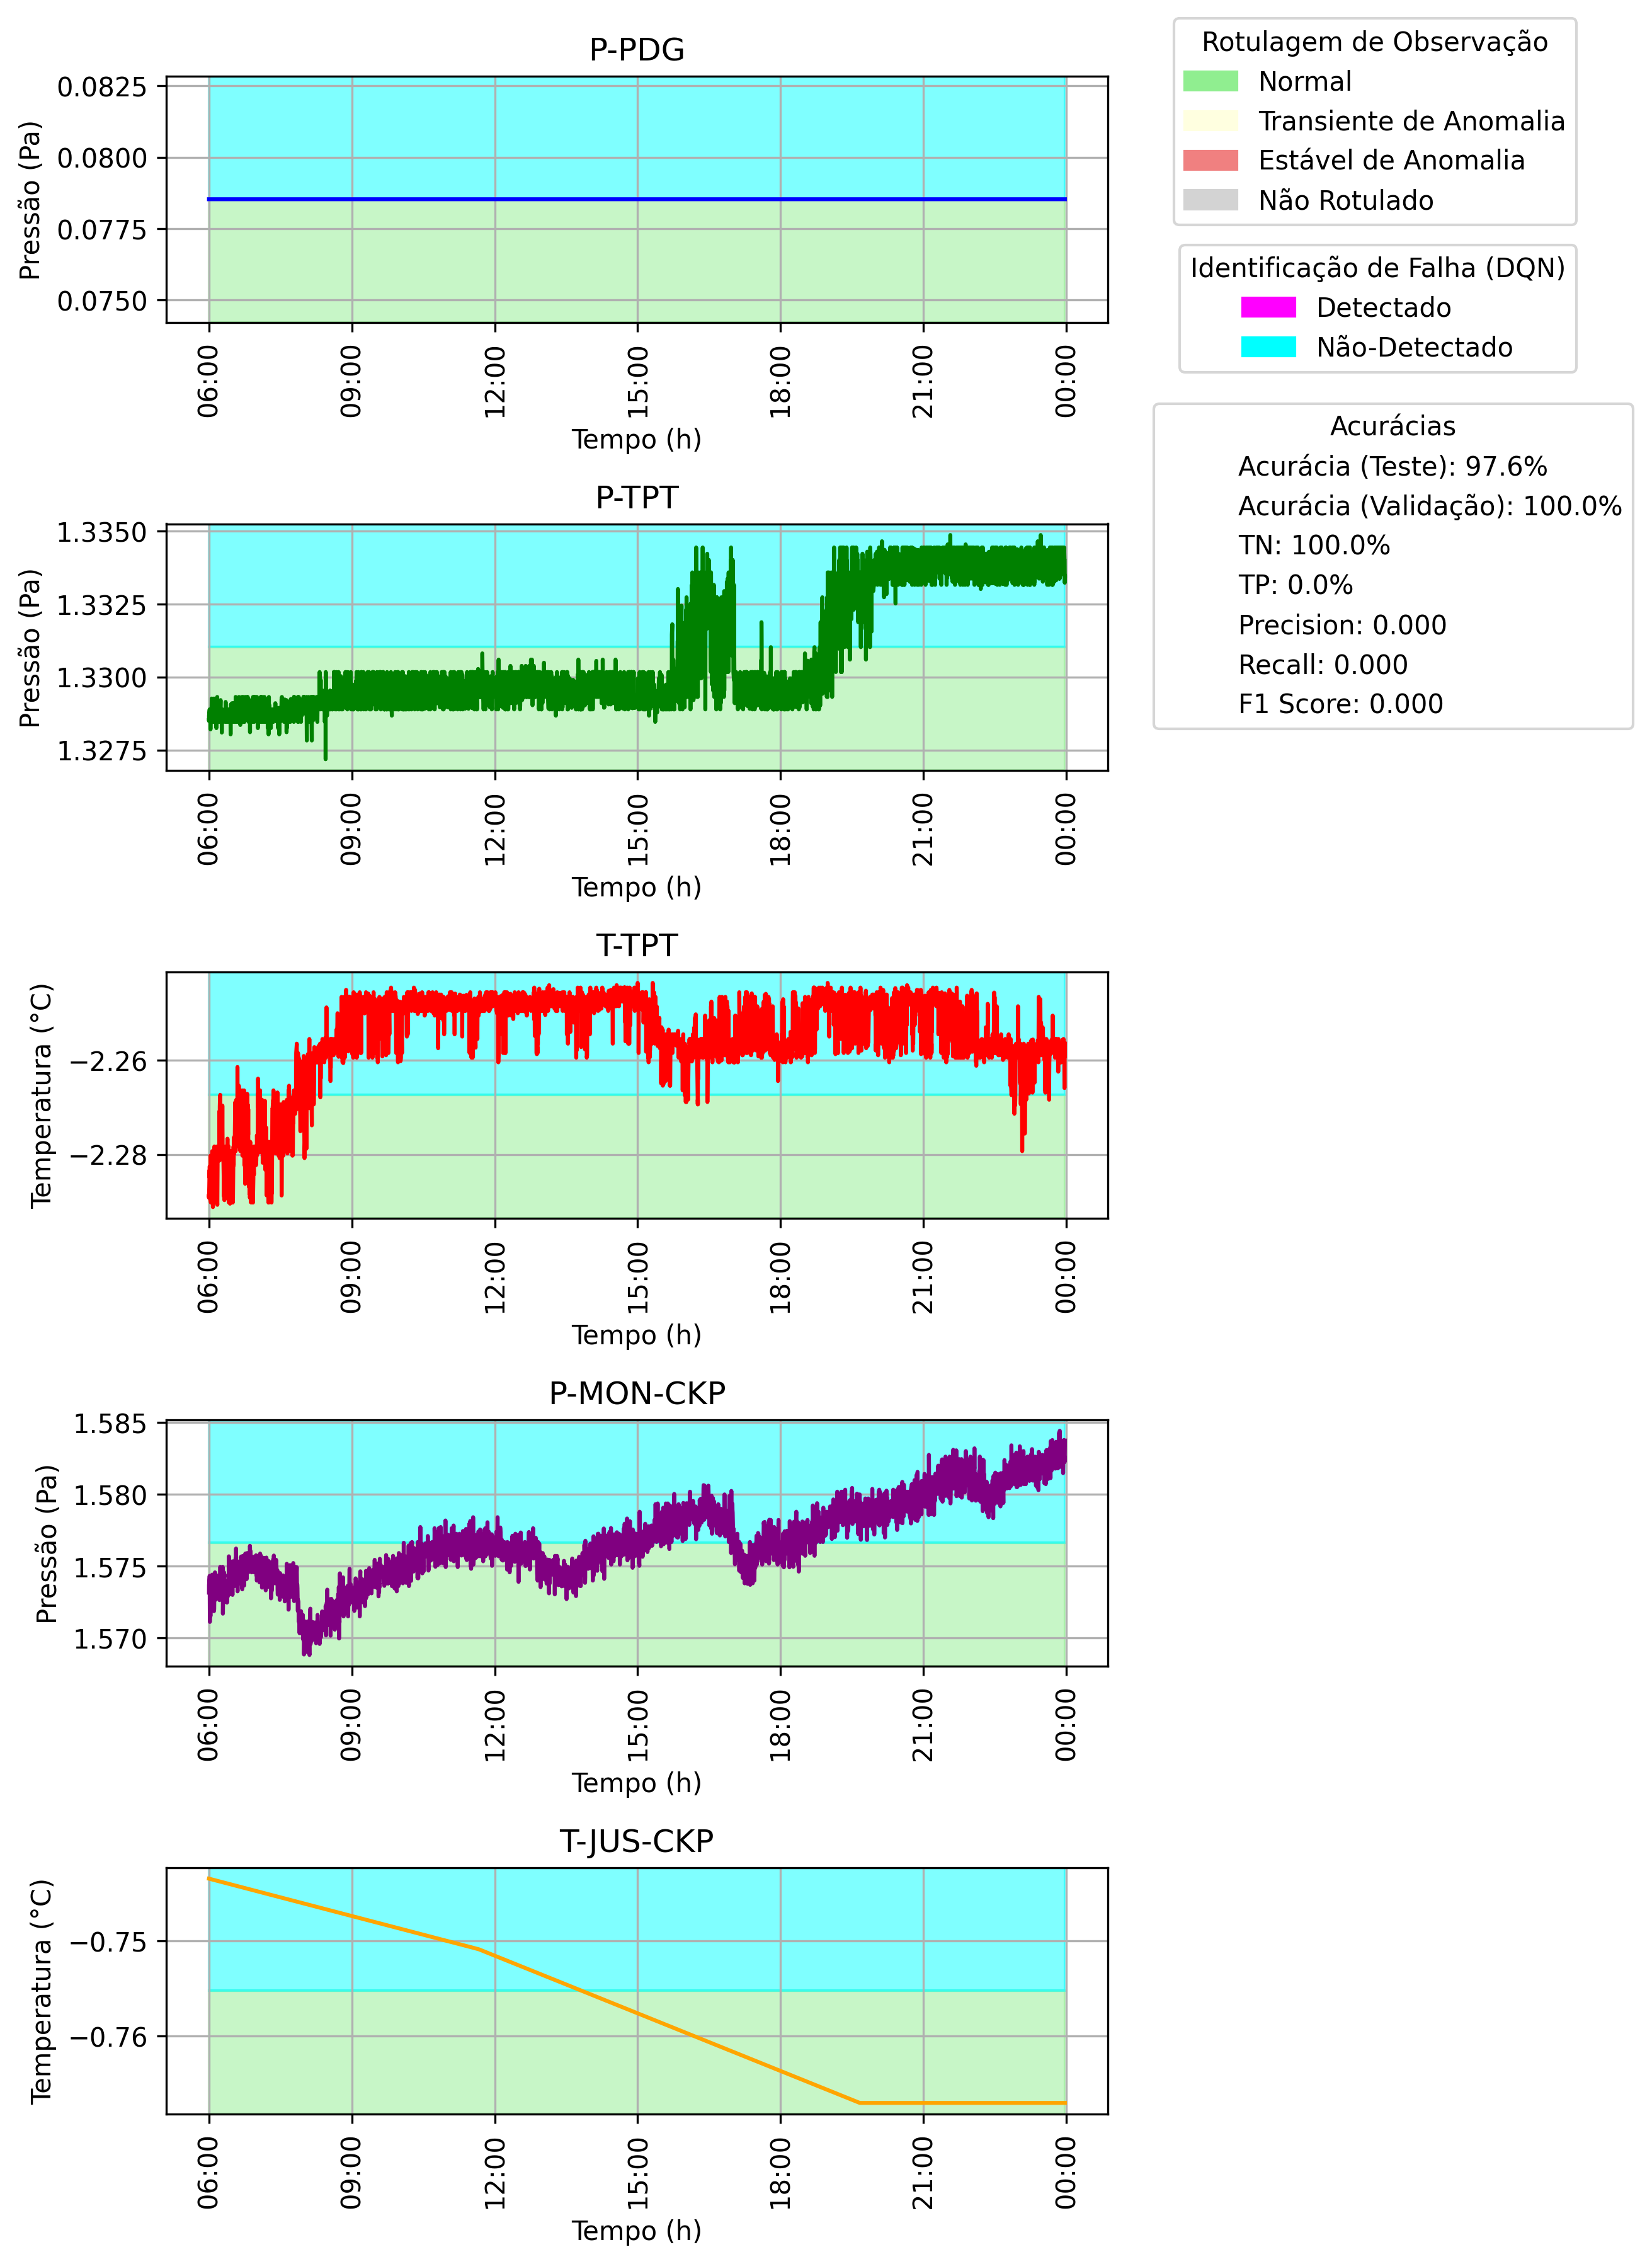 P-PDG
Pressão (Pa)
0.0825
0.0800
0.0775
0.0750
06:00
09:00
12:00
15:00
18:00
21:00
00:00
Tempo (h)
Rotulagem de Observação
Normal
Transiente de Anomalia
Estável de Anomalia
Não Rotulado
Identificação de Falha (DQN)
Detectado
Não-Detectado
Acurácias
Acurácia (Teste): 97.6%
Acurácia (Validação): 100.0%
TN: 100.0%
TP: 0.0%
Precision: 0.000
Recall: 0.000
F1 Score: 0.000
P-TPT
Pressão (Pa)
1.3350
1.3325
1.3300
1.3275
06:00
09:00
12:00
15:00
18:00
21:00
00:00
Tempo (h)
T-TPT
Temperatura (°C)
−2.26
−2.28
06:00
09:00
12:00
15:00
18:00
21:00
00:00
Tempo (h)
P-MON-CKP
Pressão (Pa)
1.585
1.580
1.575
1.570
06:00
09:00
12:00
15:00
18:00
21:00
00:00
Tempo (h)
T-JUS-CKP
Temperatura (°C)
−0.75
−0.76
06:00
09:00
12:00
15:00
18:00
21:00
00:00
Tempo (h)